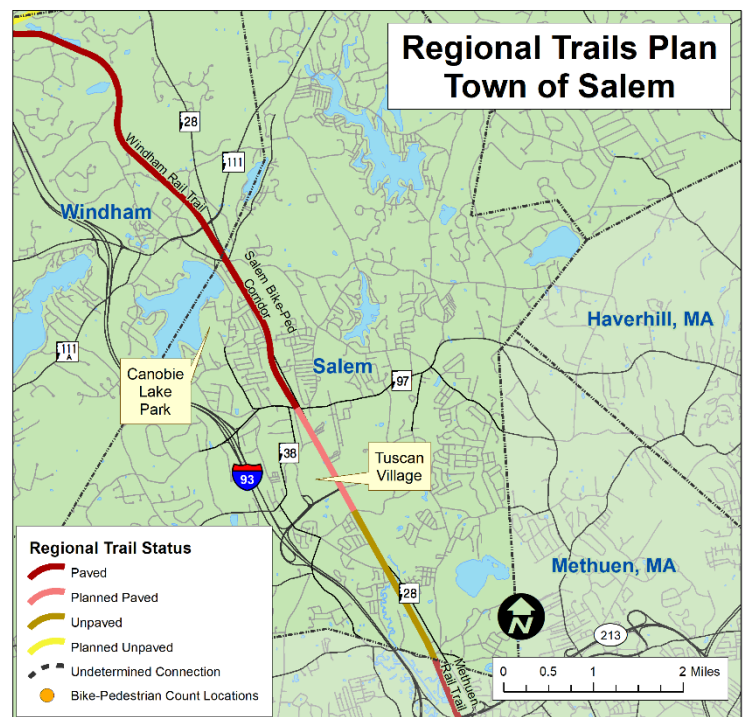 Regional Trails Plan
Town of Salem
28
111
Windham Rail Trail
Windham
Salem Bike-Ped
Corridor
Haverhill, MA
111
A
Canobie
Lake
Park
Salem
97
38
Tuscan
Village
93
Methuen, MA
28
N
213
Methuen
Rail Trail
Regional Trail Status
Paved
Planned Paved
Unpaved
Planned Unpaved
Undetermined Connection
Bike-Pedestrian Count Locations
0 0.5 1 2 Miles